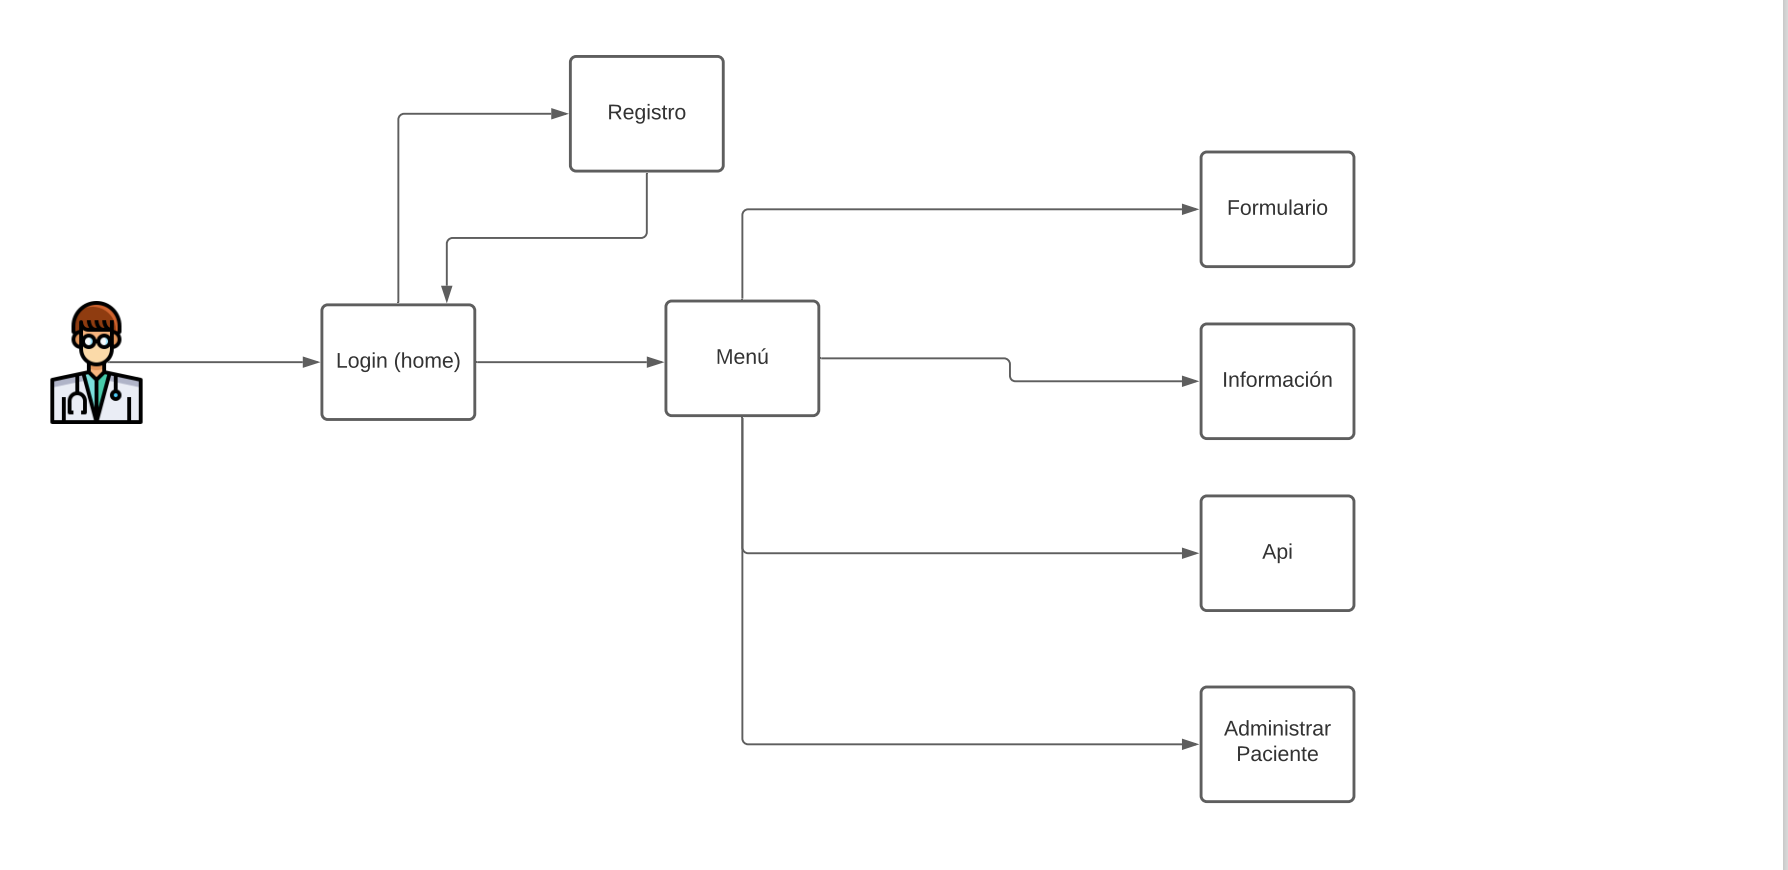 Registro
Formulario
Login (home)
Menú
Información
Api
Administrar
Paciente